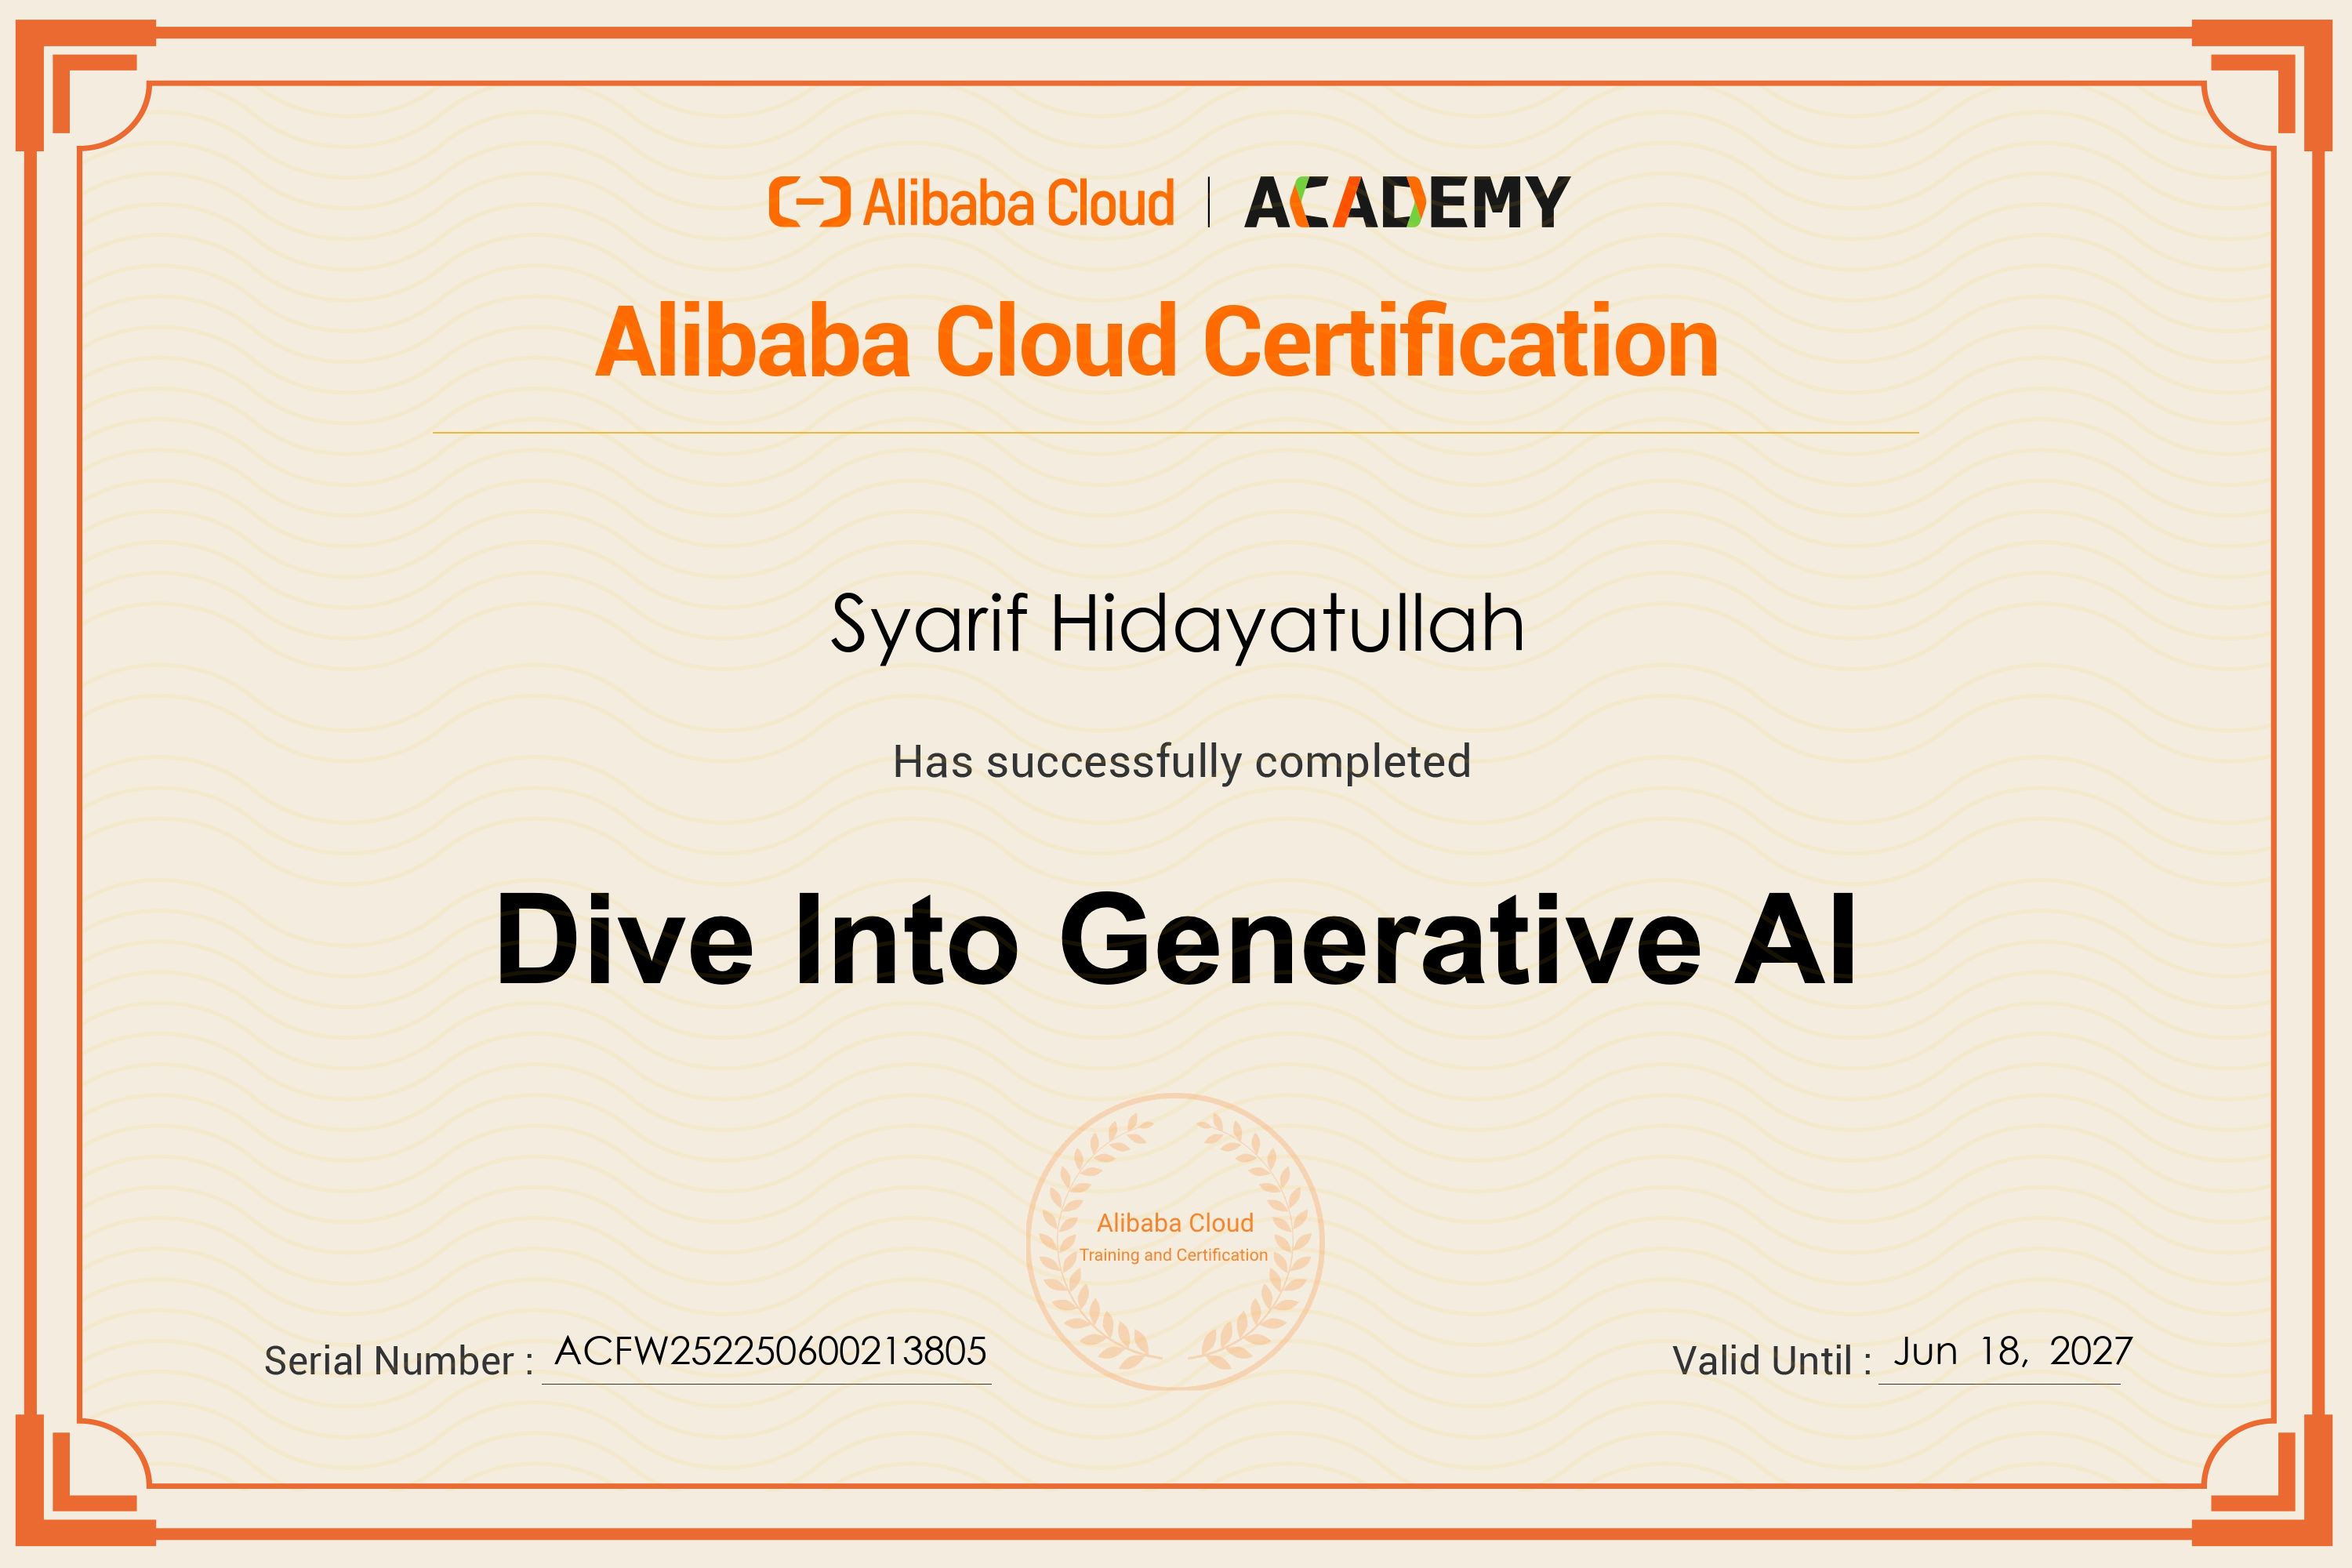 Alibaba Cloud | ACADEMY
Alibaba Cloud Certification
Syarif Hidayatullah
Has successfully completed
Dive Into Generative AI
Alibaba Cloud
Training and Certification
Serial Number : ACFW252250600213805
Valid Until : Jun 18, 2027